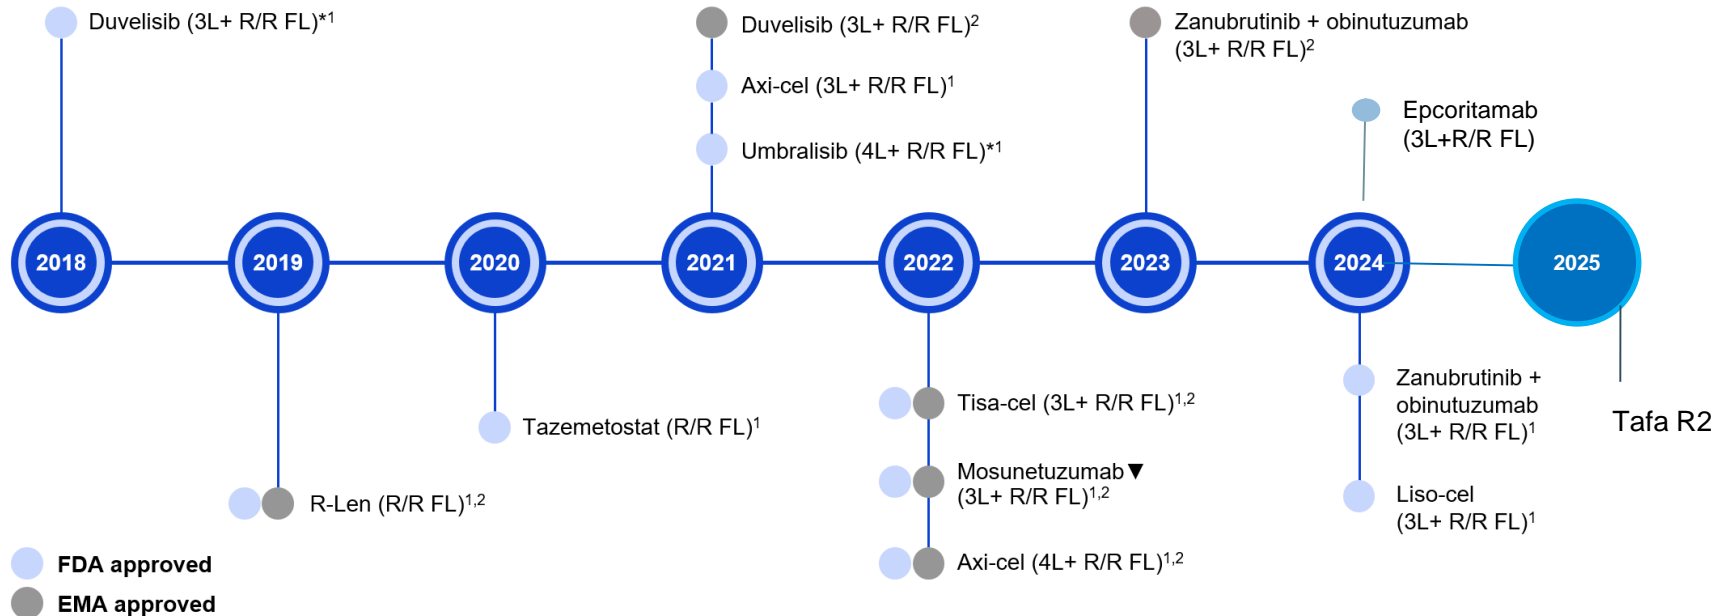 Duvelisib (3L+ R/R FL)*1
Duvelisib (3L+ R/R FL)2
Axi-cel (3L+ R/R FL)1
Umbralisib (4L+ R/R FL)*1
Zanubrutinib + obinutuzumab
(3L+ R/R FL)2
Epcoritamab
(3L+R/R FL)
2018
2019
2020
2021
2022
2023
2024
2025
R-Len (R/R FL)1,2
Tazemetostat (R/R FL)1
Tisa-cel (3L+ R/R FL)1,2
Mosunetuzumab▼
(3L+ R/R FL)1,2
Axi-cel (4L+ R/R FL)1,2
Zanubrutinib +
obinutuzumab
(3L+ R/R FL)1
Liso-cel
(3L+ R/R FL)1
Tafa R2
FDA approved
EMA approved